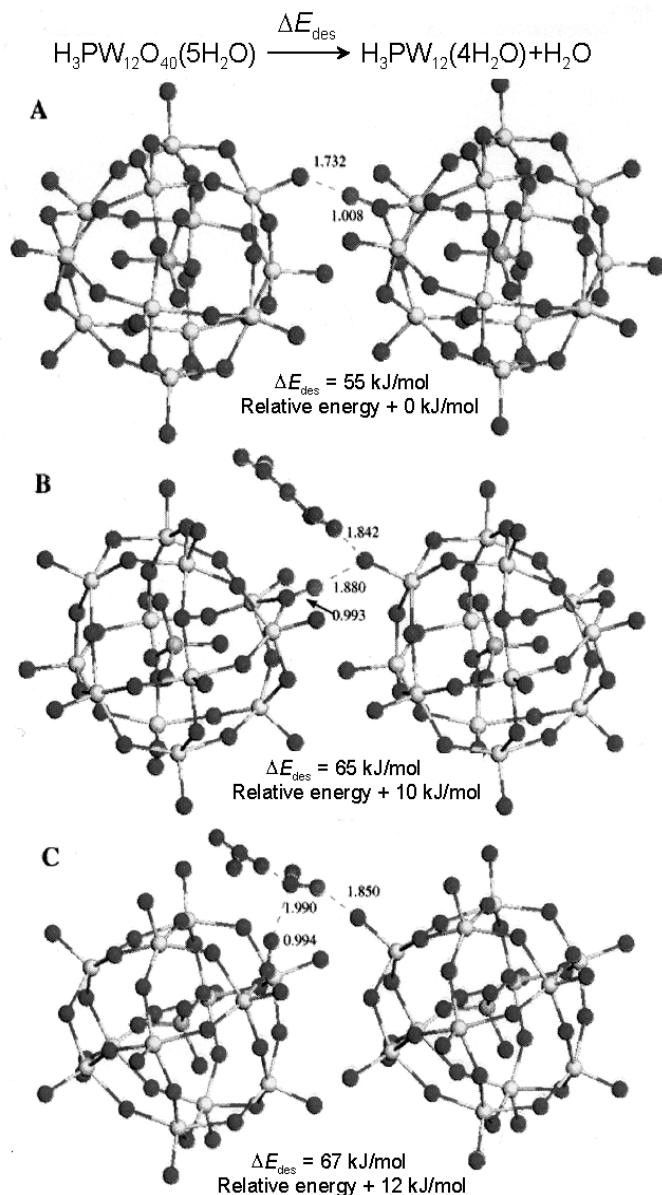 ΔE_des
H₃PW₁₂O₄₀(5H₂O) → H₃PW₁₂(4H₂O)+H₂O
A
1.732
1.008
ΔE_des = 55 kJ/mol
Relative energy + 0 kJ/mol
B
1.842
1.880
0.993
ΔE_des = 65 kJ/mol
Relative energy + 10 kJ/mol
C
1.850
1.990
0.994
ΔE_des = 67 kJ/mol
Relative energy + 12 kJ/mol